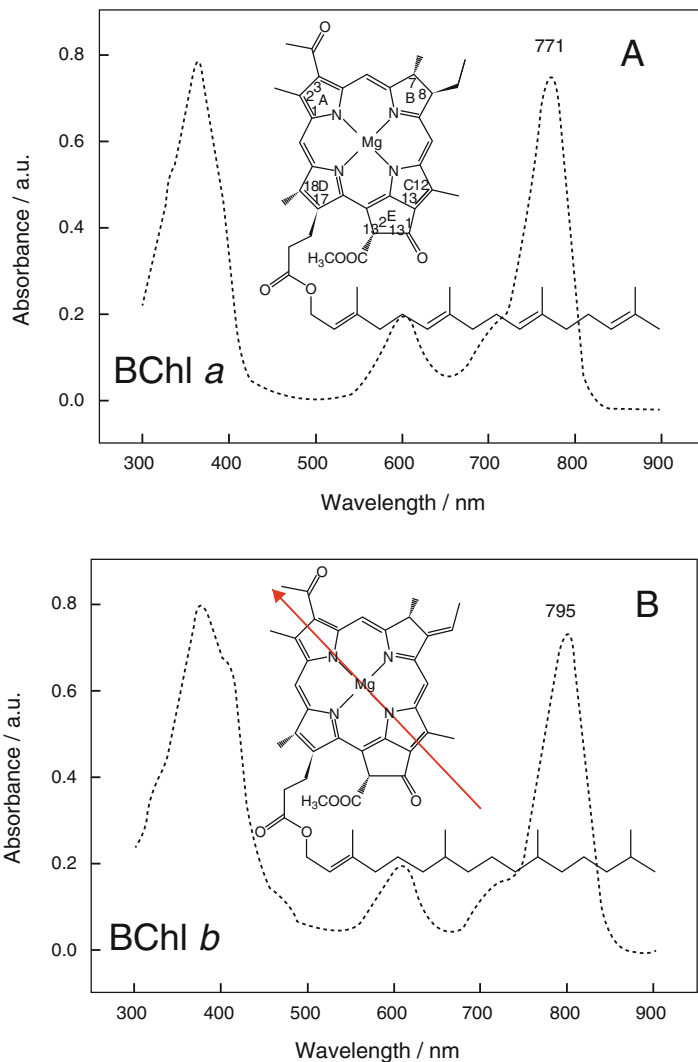 A
771
0.8
0.6
0.4
0.2
0.0
Absorbance / a.u.
O
3
2 A
1
7
B 8
N
N
Mg
N
N
18 D
17
C 12
13
E
2
13
1
13
H₃COOC
O
O
O
BChl a
300
400
500
600
700
800
900
Wavelength / nm
B
795
0.8
0.6
0.4
0.2
0.0
Absorbance / a.u.
O
N
N
Mg
N
N
H₃COOC
O
O
O
BChl b
300
400
500
600
700
800
900
Wavelength / nm